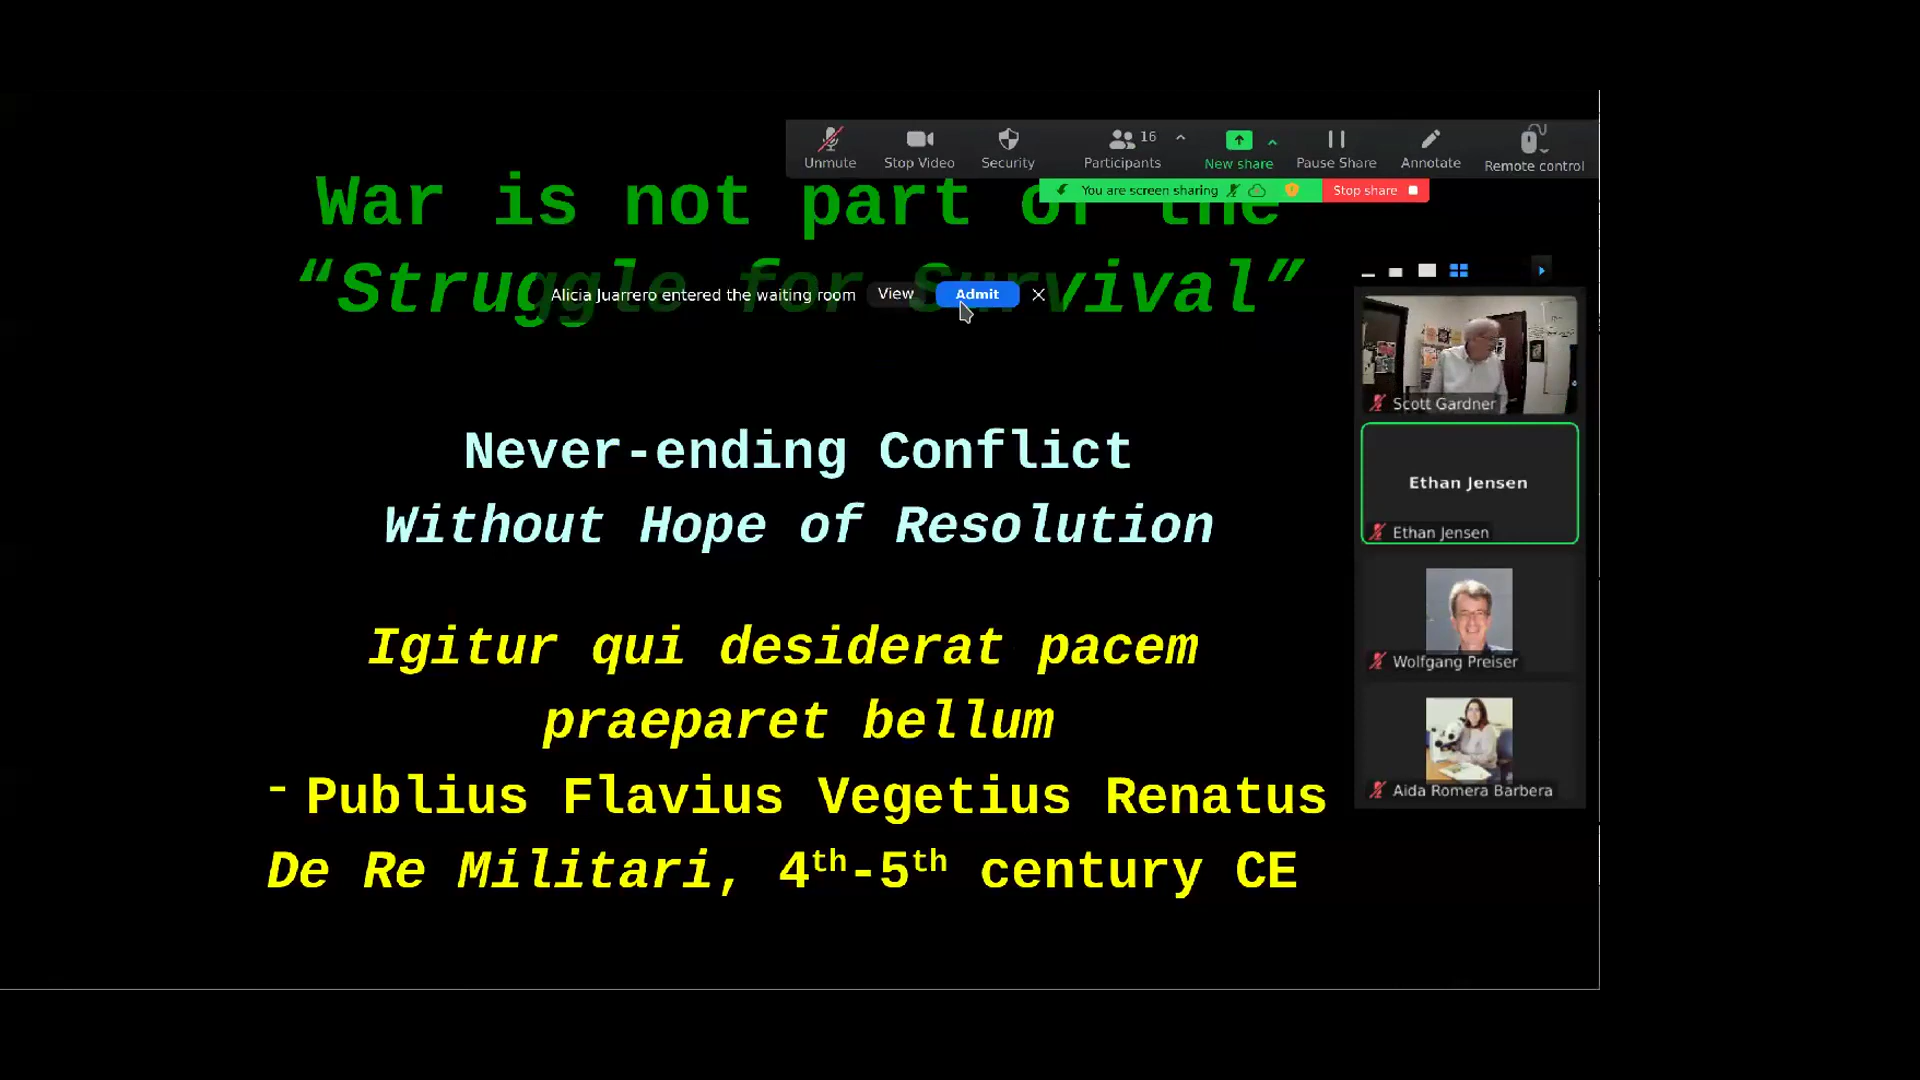 16
Unmute
Stop Video
Security
Participants
New share
Pause Share
Annotate
Remote control
You are screen sharing
Stop share
War is not part of the
“Struggle for Survival”
Alicia Juarrero entered the waiting room
View
Admit
Scott Gardner
Never-ending Conflict
Without Hope of Resolution
Ethan Jensen
Ethan Jensen
Igitur qui desiderat pacem
praeparet bellum
Wolfgang Preiser
- Publius Flavius Vegetius Renatus
De Re Militari, 4th-5th century CE
Aida Romera Barbera